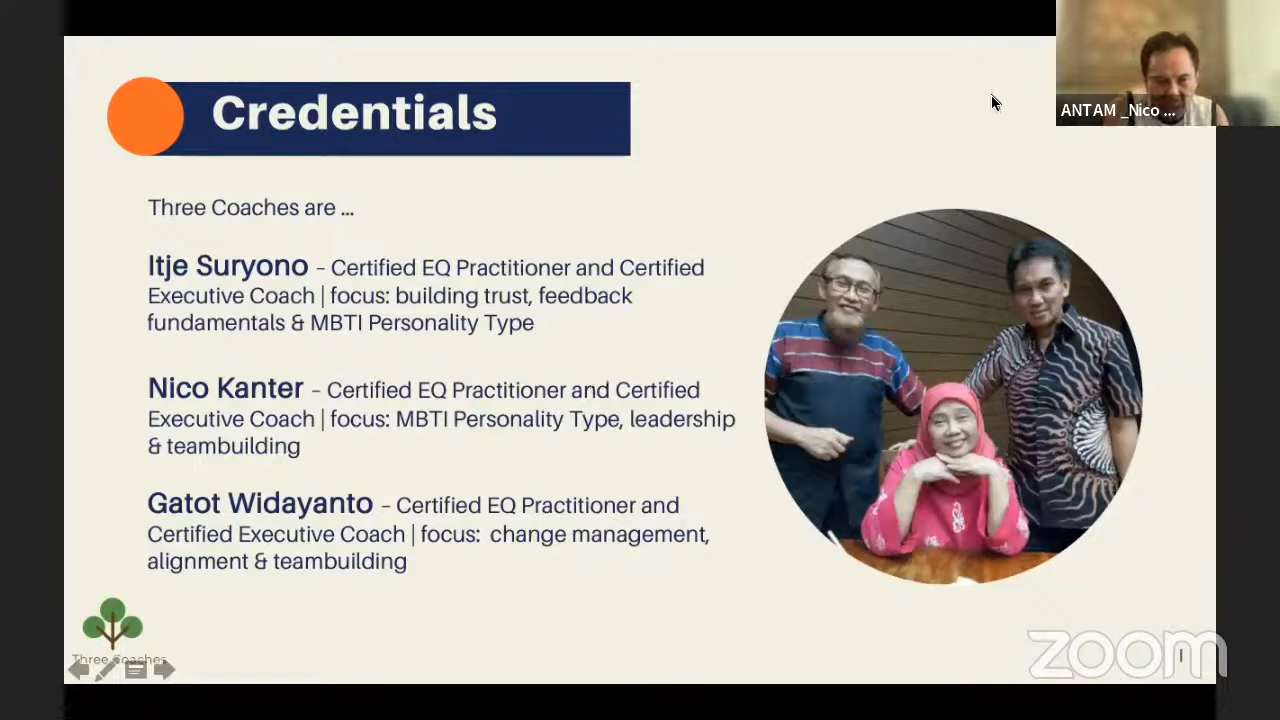 Credentials
ANTAM _Nico ...
Three Coaches are ...
Itje Suryono – Certified EQ Practitioner and Certified
Executive Coach | focus: building trust, feedback
fundamentals & MBTI Personality Type
Nico Kanter – Certified EQ Practitioner and Certified
Executive Coach | focus: MBTI Personality Type, leadership
& teambuilding
Gatot Widayanto – Certified EQ Practitioner and
Certified Executive Coach | focus:  change management,
alignment & teambuilding
Three Coaches
zoom